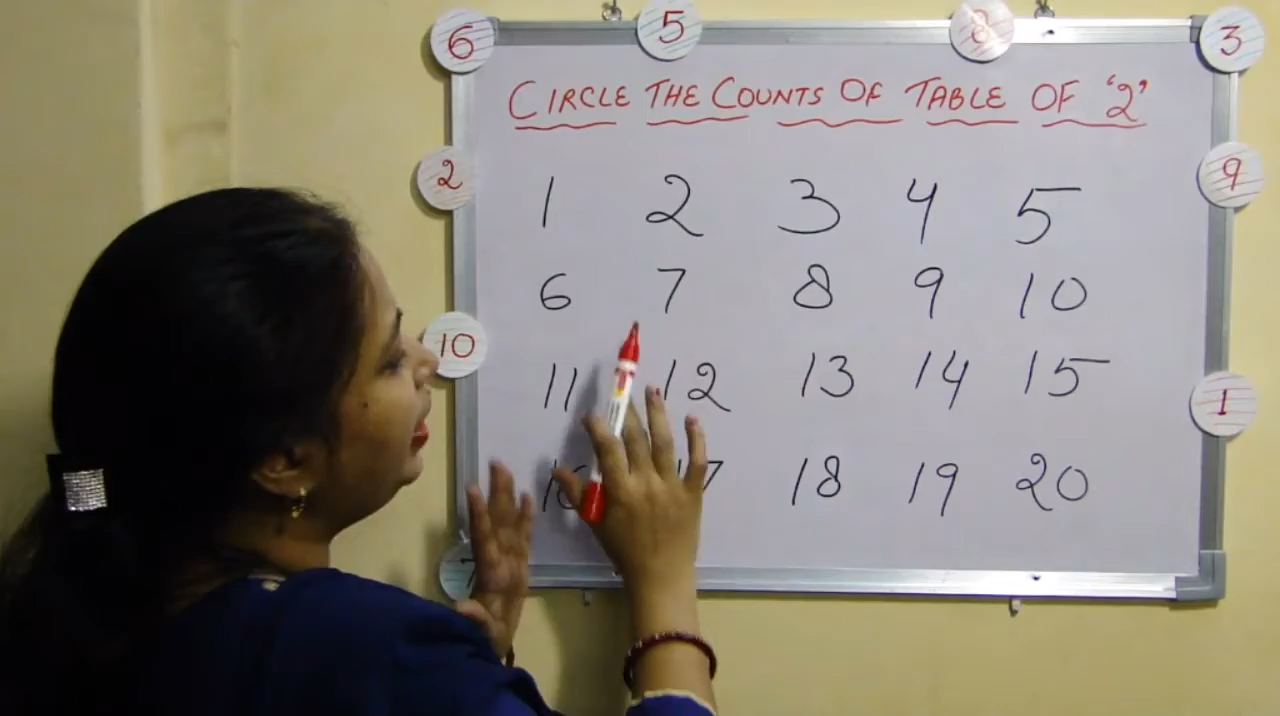 6 5 8 3
CIRCLE THE COUNTS OF TABLE OF '2'
2 9
1 2 3 4 5
6 7 8 9 10
10
11 12 13 14 15
1
18 19 20
7